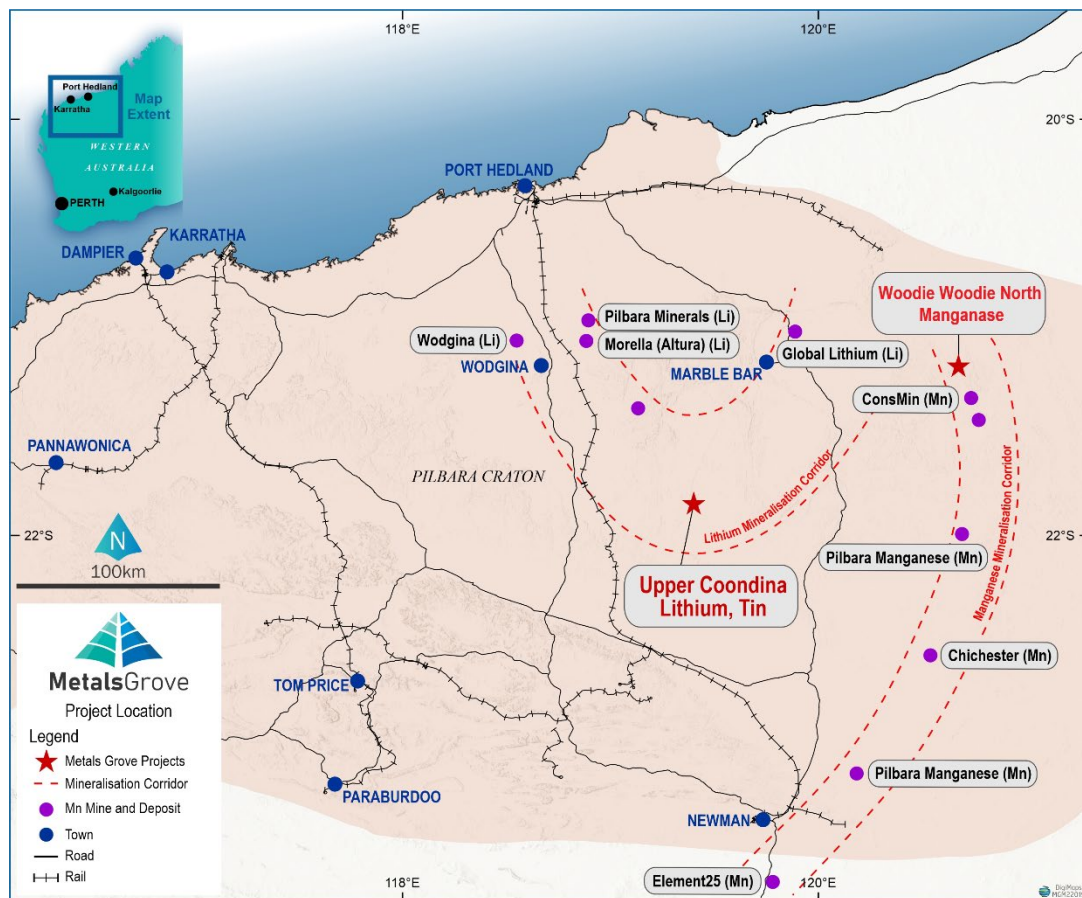 118°E
120°E
Port Hedland
Karratha
Map
Extent
WESTERN
AUSTRALIA
Kalgoorlie
PERTH
20°S
20°S
PORT HEDLAND
KARRATHA
DAMPIER
Woodie Woodie North
Manganase
Pilbara Minerals (Li)
Wodgina (Li)
Morella (Altura) (Li)
Global Lithium (Li)
WODGINA
MARBLE BAR
ConsMin (Mn)
PANNAWONICA
PILBARA CRATON
Lithium Mineralisation Corridor
Manganese Mineralisation Corridor
22°S
22°S
N
100km
Pilbara Manganese (Mn)
Upper Coondina
Lithium, Tin
Chichester (Mn)
TOM PRICE
Pilbara Manganese (Mn)
PARABURDOO
NEWMAN
Element25 (Mn)
MetalsGrove
Project Location
Legend
Metals Grove Projects
Mineralisation Corridor
Mn Mine and Deposit
Town
Road
Rail
118°E
120°E
DigiMaps